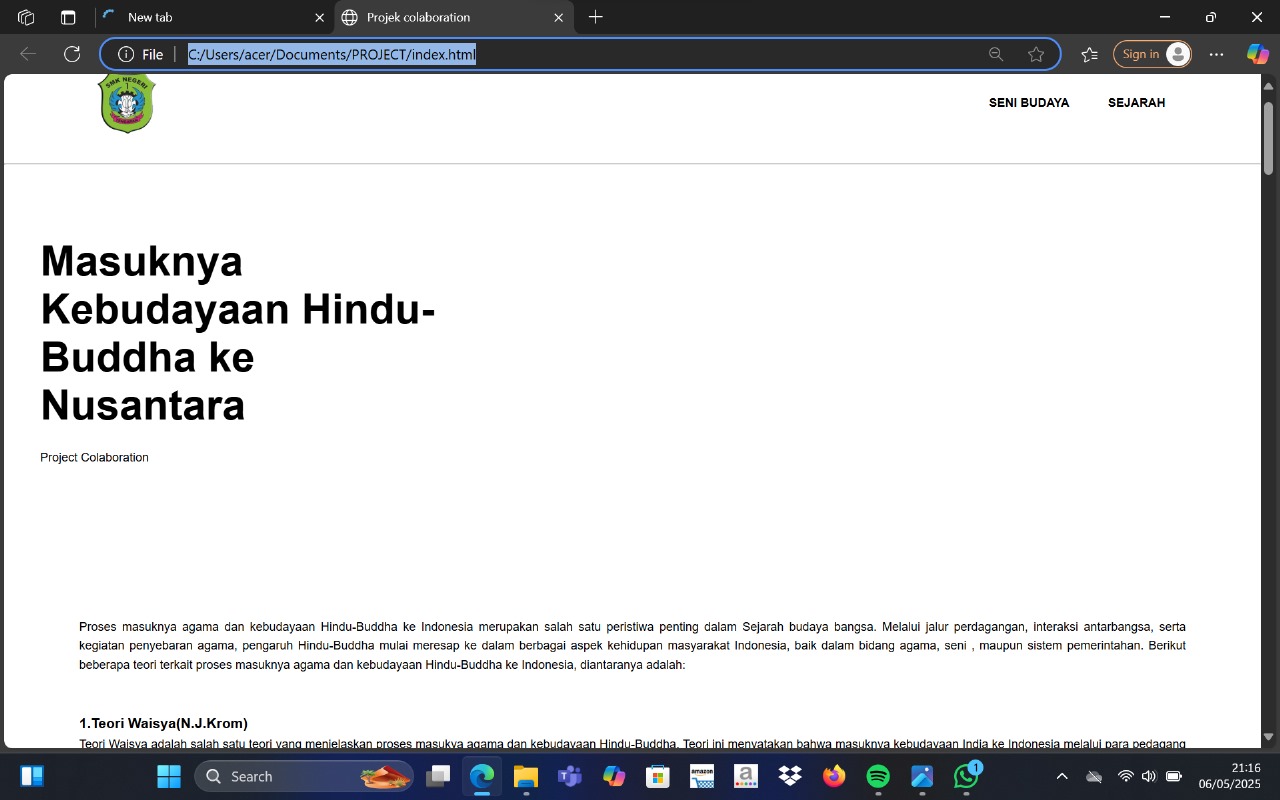 New tab
Projek colaboration
File
C:/Users/acer/Documents/PROJECT/index.html
Sign in
SMK NEGERI
SENI BUDAYA
SEJARAH
Masuknya
Kebudayaan Hindu-
Buddha ke
Nusantara
Project Colaboration
Proses masuknya agama dan kebudayaan Hindu-Buddha ke Indonesia merupakan salah satu peristiwa penting dalam Sejarah budaya bangsa. Melalui jalur perdagangan, interaksi antarbangsa, serta
kegiatan penyebaran agama, pengaruh Hindu-Buddha mulai meresap ke dalam berbagai aspek kehidupan masyarakat Indonesia, baik dalam bidang agama, seni , maupun sistem pemerintahan. Berikut
beberapa teori terkait proses masuknya agama dan kebudayaan Hindu-Buddha ke Indonesia, diantaranya adalah:
1.Teori Waisya(N.J.Krom)
Teori Waisya adalah salah satu teori yang menjelaskan proses masukya agama dan kebudayaan Hindu-Buddha. Teori ini menyatakan bahwa masuknya kebudayaan India ke Indonesia melalui para pedagang
Search
amazon
a
1
21:16
06/05/2025